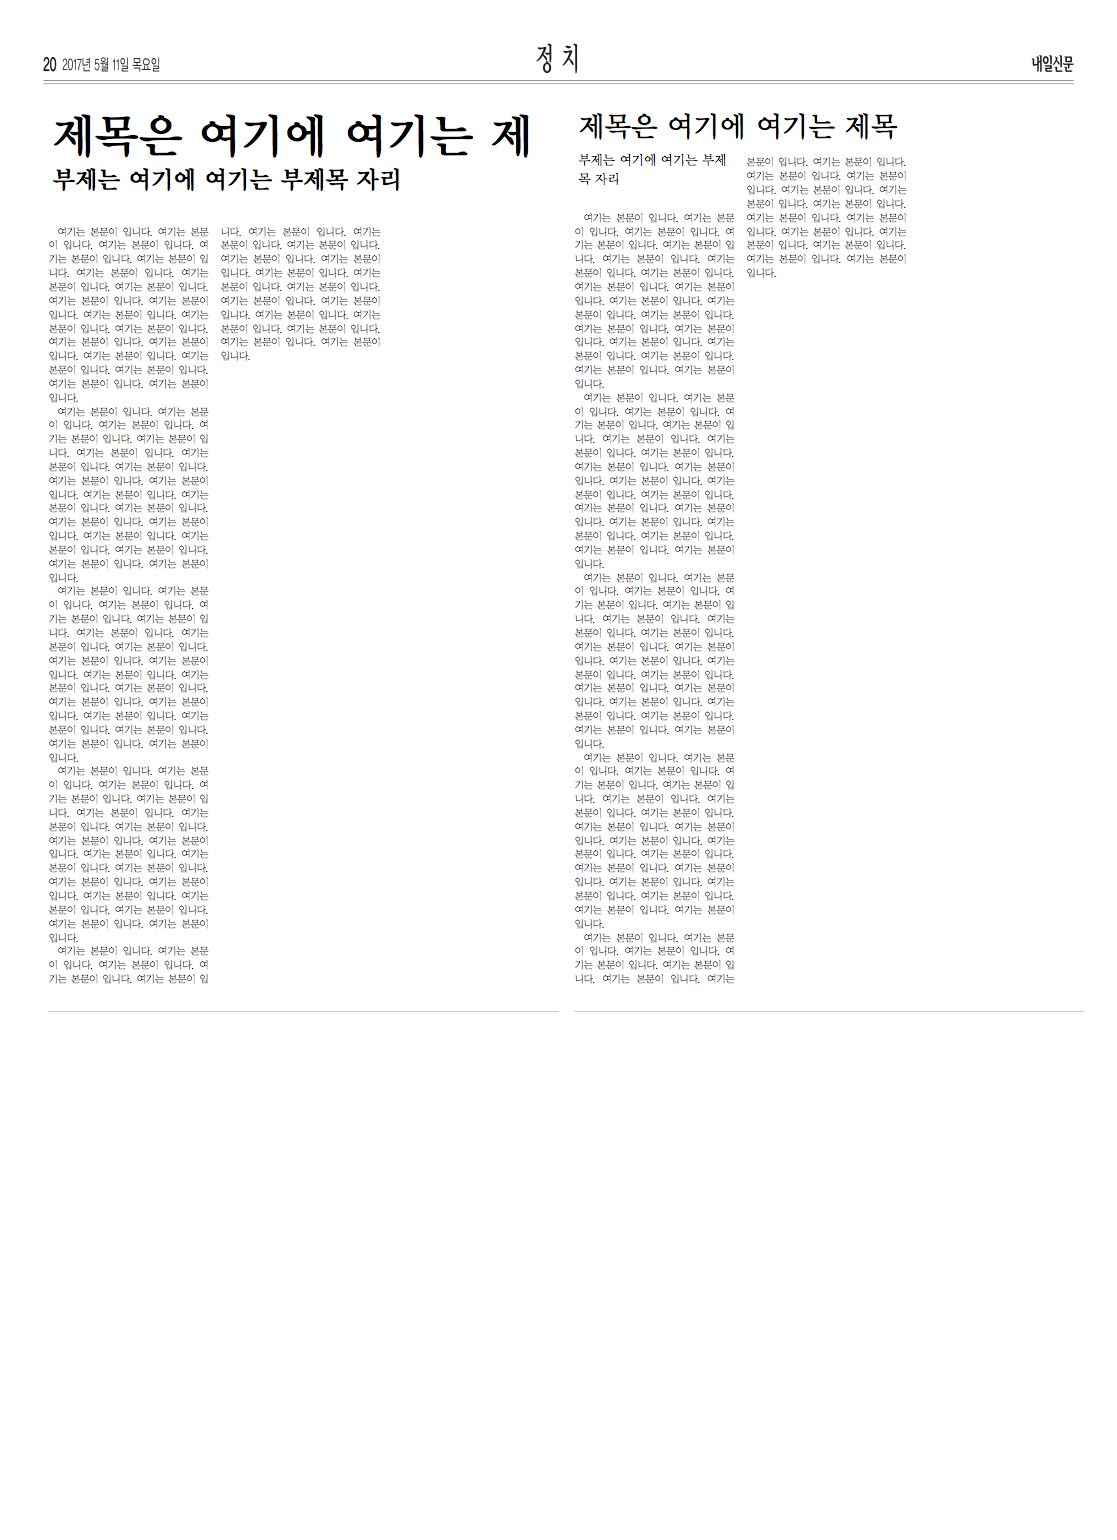 20 2017년 5월 11일 목요일
정 치
내일신문
제목은 여기에 여기는 제
부제는 여기에 여기는 부제목 자리
여기는 본문이 입니다. 여기는 본문
이 입니다. 여기는 본문이 입니다. 여
기는 본문이 입니다. 여기는 본문이 입
니다. 여기는 본문이 입니다. 여기는
본문이 입니다. 여기는 본문이 입니다.
여기는 본문이 입니다. 여기는 본문이
입니다. 여기는 본문이 입니다. 여기는
본문이 입니다. 여기는 본문이 입니다.
여기는 본문이 입니다. 여기는 본문이
입니다. 여기는 본문이 입니다. 여기는
본문이 입니다. 여기는 본문이 입니다.
여기는 본문이 입니다. 여기는 본문이
입니다.
여기는 본문이 입니다. 여기는 본문
이 입니다. 여기는 본문이 입니다. 여
기는 본문이 입니다. 여기는 본문이 입
니다. 여기는 본문이 입니다. 여기는
본문이 입니다. 여기는 본문이 입니다.
여기는 본문이 입니다. 여기는 본문이
입니다. 여기는 본문이 입니다. 여기는
본문이 입니다. 여기는 본문이 입니다.
여기는 본문이 입니다. 여기는 본문이
입니다. 여기는 본문이 입니다. 여기는
본문이 입니다. 여기는 본문이 입니다.
여기는 본문이 입니다. 여기는 본문이
입니다.
여기는 본문이 입니다. 여기는 본문
이 입니다. 여기는 본문이 입니다. 여
기는 본문이 입니다. 여기는 본문이 입
니다. 여기는 본문이 입니다. 여기는
본문이 입니다. 여기는 본문이 입니다.
여기는 본문이 입니다. 여기는 본문이
입니다. 여기는 본문이 입니다. 여기는
본문이 입니다. 여기는 본문이 입니다.
여기는 본문이 입니다. 여기는 본문이
입니다. 여기는 본문이 입니다. 여기는
본문이 입니다. 여기는 본문이 입니다.
여기는 본문이 입니다. 여기는 본문이
입니다.
여기는 본문이 입니다. 여기는 본문
이 입니다. 여기는 본문이 입니다. 여
기는 본문이 입니다. 여기는 본문이 입
니다. 여기는 본문이 입니다. 여기는
본문이 입니다. 여기는 본문이 입니다.
여기는 본문이 입니다. 여기는 본문이
입니다. 여기는 본문이 입니다. 여기는
본문이 입니다. 여기는 본문이 입니다.
여기는 본문이 입니다. 여기는 본문이
입니다. 여기는 본문이 입니다. 여기는
본문이 입니다. 여기는 본문이 입니다.
여기는 본문이 입니다. 여기는 본문이
입니다.
여기는 본문이 입니다. 여기는 본문
이 입니다. 여기는 본문이 입니다. 여
기는 본문이 입니다. 여기는 본문이 입
니다. 여기는 본문이 입니다. 여기는
본문이 입니다. 여기는 본문이 입니다.
여기는 본문이 입니다. 여기는 본문이
입니다. 여기는 본문이 입니다. 여기는
본문이 입니다. 여기는 본문이 입니다.
여기는 본문이 입니다. 여기는 본문이
입니다. 여기는 본문이 입니다. 여기는
본문이 입니다. 여기는 본문이 입니다.
여기는 본문이 입니다. 여기는 본문이
입니다.
제목은 여기에 여기는 제목
부제는 여기에 여기는 부제
목 자리
여기는 본문이 입니다. 여기는 본문
이 입니다. 여기는 본문이 입니다. 여
기는 본문이 입니다. 여기는 본문이 입
니다. 여기는 본문이 입니다. 여기는
본문이 입니다. 여기는 본문이 입니다.
여기는 본문이 입니다. 여기는 본문이
입니다. 여기는 본문이 입니다. 여기는
본문이 입니다. 여기는 본문이 입니다.
여기는 본문이 입니다. 여기는 본문이
입니다. 여기는 본문이 입니다. 여기는
본문이 입니다. 여기는 본문이 입니다.
여기는 본문이 입니다. 여기는 본문이
입니다.
여기는 본문이 입니다. 여기는 본문
이 입니다. 여기는 본문이 입니다. 여
기는 본문이 입니다. 여기는 본문이 입
니다. 여기는 본문이 입니다. 여기는
본문이 입니다. 여기는 본문이 입니다.
여기는 본문이 입니다. 여기는 본문이
입니다. 여기는 본문이 입니다. 여기는
본문이 입니다. 여기는 본문이 입니다.
여기는 본문이 입니다. 여기는 본문이
입니다. 여기는 본문이 입니다. 여기는
본문이 입니다. 여기는 본문이 입니다.
여기는 본문이 입니다. 여기는 본문이
입니다.
여기는 본문이 입니다. 여기는 본문
이 입니다. 여기는 본문이 입니다. 여
기는 본문이 입니다. 여기는 본문이 입
니다. 여기는 본문이 입니다. 여기는
본문이 입니다. 여기는 본문이 입니다.
여기는 본문이 입니다. 여기는 본문이
입니다. 여기는 본문이 입니다. 여기는
본문이 입니다. 여기는 본문이 입니다.
여기는 본문이 입니다. 여기는 본문이
입니다. 여기는 본문이 입니다. 여기는
본문이 입니다. 여기는 본문이 입니다.
여기는 본문이 입니다. 여기는 본문이
입니다.
여기는 본문이 입니다. 여기는 본문
이 입니다. 여기는 본문이 입니다. 여
기는 본문이 입니다. 여기는 본문이 입
니다. 여기는 본문이 입니다. 여기는
본문이 입니다. 여기는 본문이 입니다.
여기는 본문이 입니다. 여기는 본문이
입니다. 여기는 본문이 입니다. 여기는
본문이 입니다. 여기는 본문이 입니다.
여기는 본문이 입니다. 여기는 본문이
입니다. 여기는 본문이 입니다. 여기는
본문이 입니다. 여기는 본문이 입니다.
여기는 본문이 입니다. 여기는 본문이
입니다.
여기는 본문이 입니다. 여기는 본문
이 입니다. 여기는 본문이 입니다. 여
기는 본문이 입니다. 여기는 본문이 입
니다. 여기는 본문이 입니다. 여기는
본문이 입니다. 여기는 본문이 입니다.
여기는 본문이 입니다. 여기는 본문이
입니다. 여기는 본문이 입니다. 여기는
본문이 입니다. 여기는 본문이 입니다.
여기는 본문이 입니다. 여기는 본문이
입니다. 여기는 본문이 입니다. 여기는
본문이 입니다. 여기는 본문이 입니다.
여기는 본문이 입니다. 여기는 본문이
입니다.